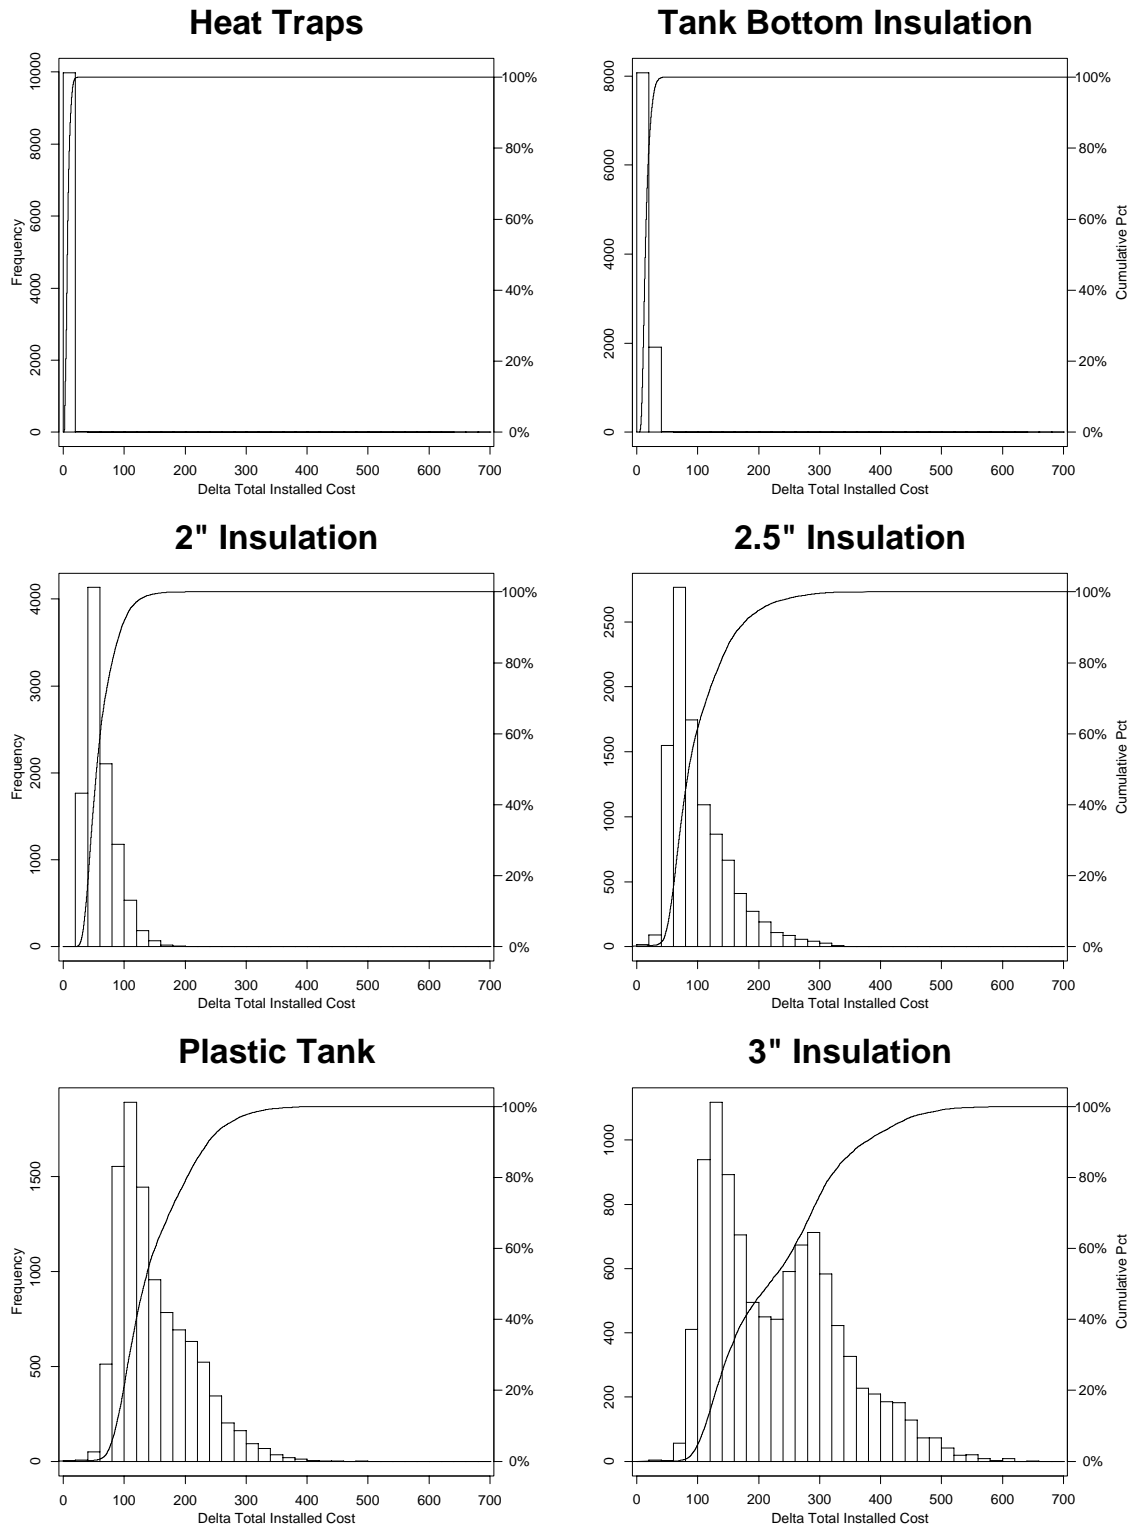 Heat Traps
Frequency
0 2000 4000 6000 8000 10000
0% 20% 40% 60% 80% 100%
0 100 200 300 400 500 600 700
Delta Total Installed Cost
Tank Bottom Insulation
0 2000 4000 6000 8000
0% 20% 40% 60% 80% 100%
Cumulative Pct
0 100 200 300 400 500 600 700
Delta Total Installed Cost
2" Insulation
Frequency
0 1000 2000 3000 4000
0% 20% 40% 60% 80% 100%
0 100 200 300 400 500 600 700
Delta Total Installed Cost
2.5" Insulation
0 500 1000 1500 2000 2500
0% 20% 40% 60% 80% 100%
Cumulative Pct
0 100 200 300 400 500 600 700
Delta Total Installed Cost
Plastic Tank
Frequency
0 500 1000 1500
0% 20% 40% 60% 80% 100%
0 100 200 300 400 500 600 700
Delta Total Installed Cost
3" Insulation
0 200 400 600 800 1000
0% 20% 40% 60% 80% 100%
Cumulative Pct
0 100 200 300 400 500 600 700
Delta Total Installed Cost